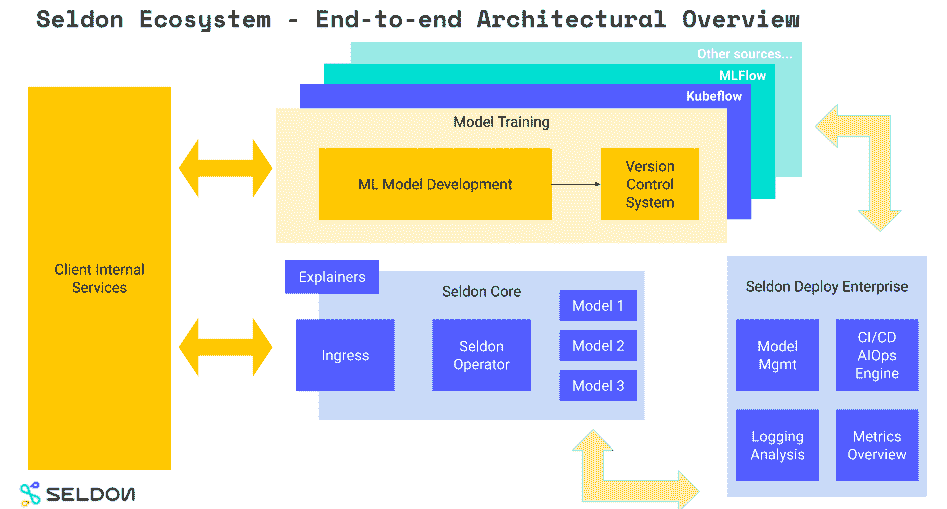 Seldon Ecosystem - End-to-end Architectural Overview
Other sources...
MLFlow
Kubeflow
Model Training
ML Model Development
Version
Control
System
Client Internal
Services
Explainers
Seldon Core
Ingress
Seldon
Operator
Model 1
Model 2
Model 3
Seldon Deploy Enterprise
Model
Mgmt
CI/CD
AIOps
Engine
Logging
Analysis
Metrics
Overview
SELDON